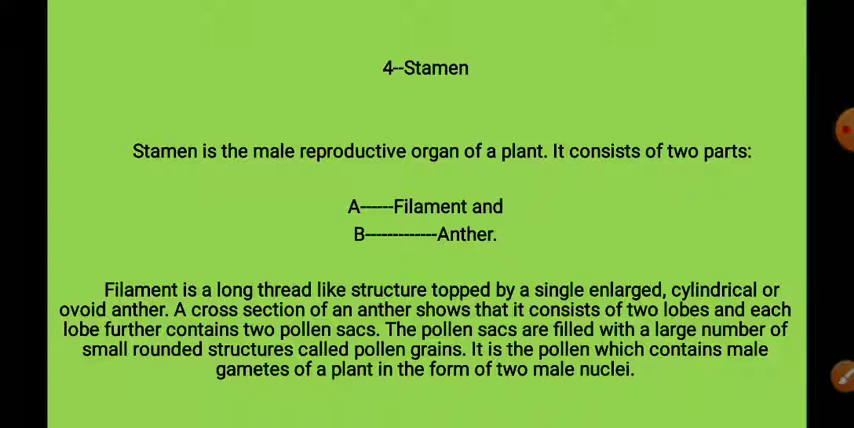 4--Stamen
Stamen is the male reproductive organ of a plant. It consists of two parts:
A------Filament and
B-------------Anther.
Filament is a long thread like structure topped by a single enlarged, cylindrical or
ovoid anther. A cross section of an anther shows that it consists of two lobes and each
lobe further contains two pollen sacs. The pollen sacs are filled with a large number of
small rounded structures called pollen grains. It is the pollen which contains male
gametes of a plant in the form of two male nuclei.